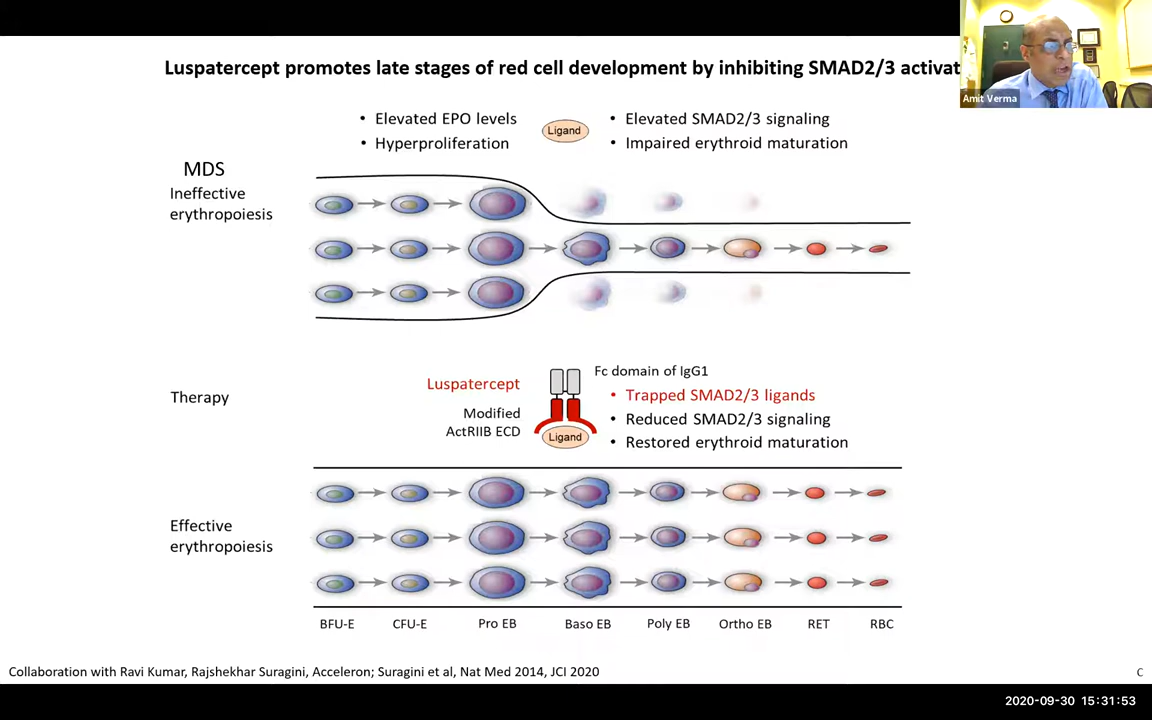 Luspatercept promotes late stages of red cell development by inhibiting SMAD2/3 activat
Amit Verma
• Elevated EPO levels
• Hyperproliferation
Ligand
• Elevated SMAD2/3 signaling
• Impaired erythroid maturation
MDS
Ineffective
erythropoiesis
Therapy
Luspatercept
Modified
ActRIIB ECD
Fc domain of IgG1
Ligand
• Trapped SMAD2/3 ligands
• Reduced SMAD2/3 signaling
• Restored erythroid maturation
Effective
erythropoiesis
BFU-E CFU-E Pro EB Baso EB Poly EB Ortho EB RET RBC
Collaboration with Ravi Kumar, Rajshekhar Suragini, Acceleron; Suragini et al, Nat Med 2014, JCI 2020
C
2020-09-30 15:31:53